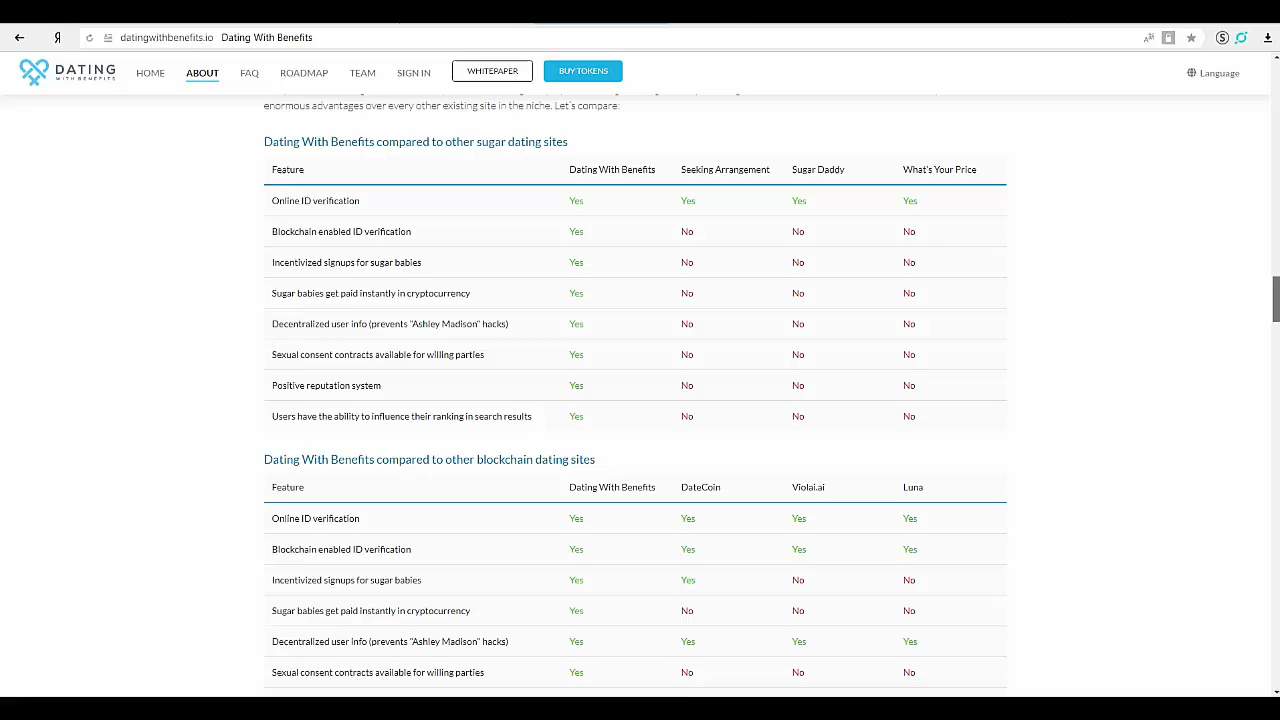 Я datingwithbenefits.io Dating With Benefits
DATING WITH BENEFITS HOME ABOUT FAQ ROADMAP TEAM SIGN IN WHITEPAPER BUY TOKENS Language
enormous advantages over every other existing site in the niche. Let's compare:
Dating With Benefits compared to other sugar dating sites
Feature Dating With Benefits Seeking Arrangement Sugar Daddy What's Your Price
Online ID verification Yes Yes Yes Yes
Blockchain enabled ID verification Yes No No No
Incentivized signups for sugar babies Yes No No No
Sugar babies get paid instantly in cryptocurrency Yes No No No
Decentralized user info (prevents "Ashley Madison" hacks) Yes No No No
Sexual consent contracts available for willing parties Yes No No No
Positive reputation system Yes No No No
Users have the ability to influence their ranking in search results Yes No No No
Dating With Benefits compared to other blockchain dating sites
Feature Dating With Benefits DateCoin Violai.ai Luna
Online ID verification Yes Yes Yes Yes
Blockchain enabled ID verification Yes Yes Yes Yes
Incentivized signups for sugar babies Yes Yes No No
Sugar babies get paid instantly in cryptocurrency Yes No No No
Decentralized user info (prevents "Ashley Madison" hacks) Yes Yes Yes Yes
Sexual consent contracts available for willing parties Yes No No No